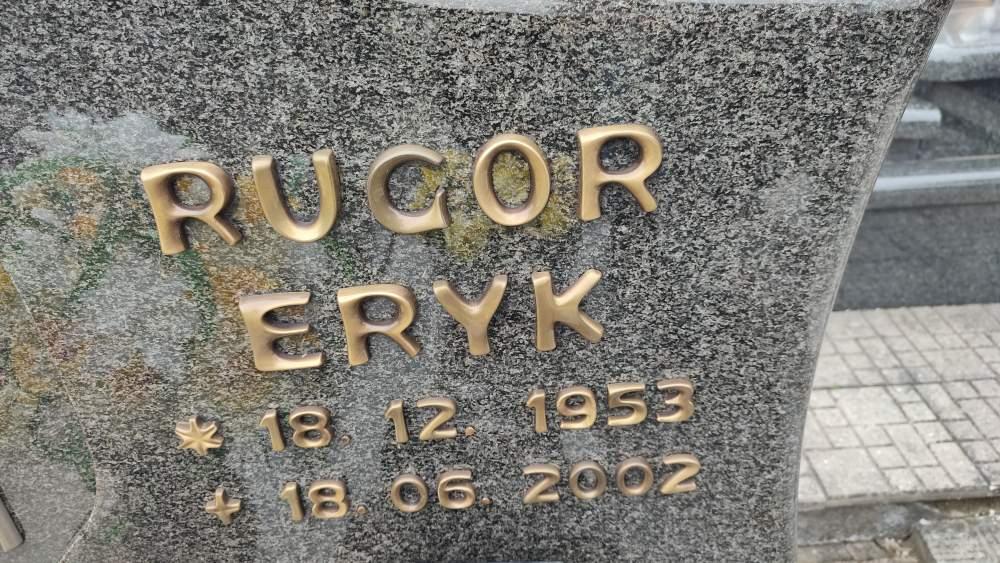 RUGOR
ERYK
* 18. 12. 1953
+ 18. 06. 2002